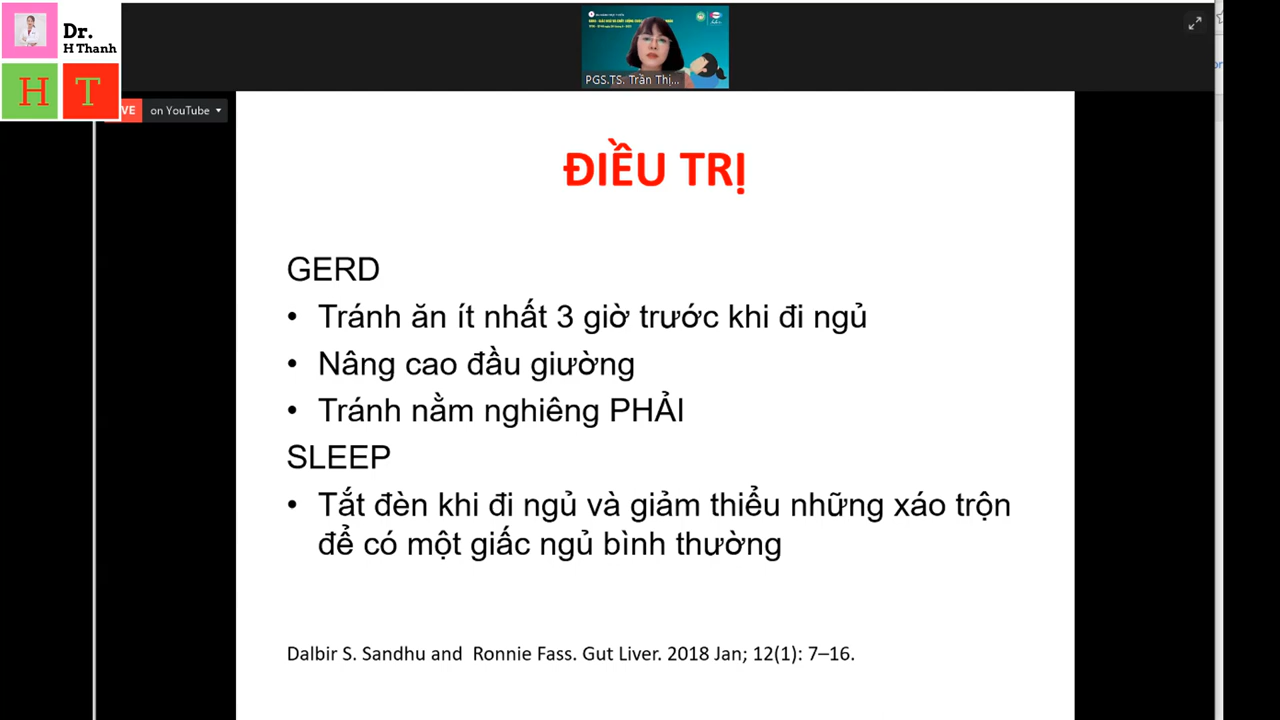 Dr.
H Thanh
H T
PGS.TS. Trần Thị...
VE on YouTube
ĐIỀU TRỊ
GERD
• Tránh ăn ít nhất 3 giờ trước khi đi ngủ
• Nâng cao đầu giường
• Tránh nằm nghiêng PHẢI
SLEEP
• Tắt đèn khi đi ngủ và giảm thiểu những xáo trộn
để có một giấc ngủ bình thường
Dalbir S. Sandhu and Ronnie Fass. Gut Liver. 2018 Jan; 12(1): 7–16.